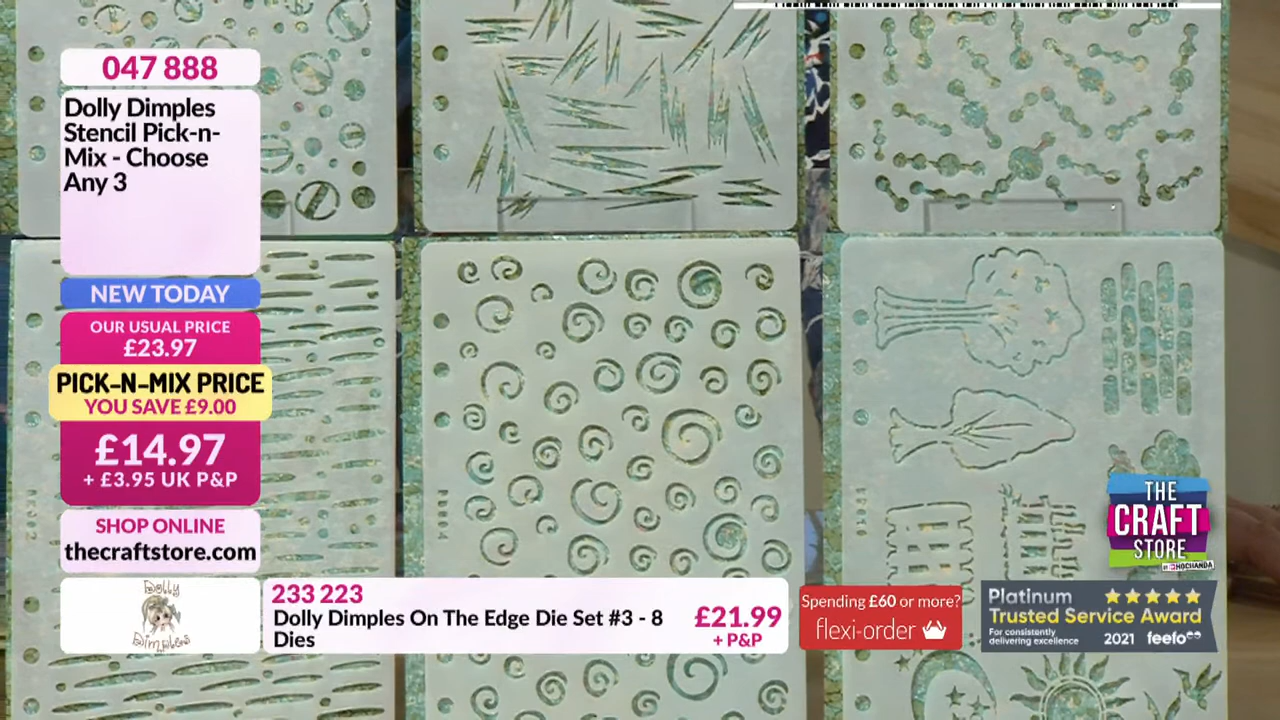 047 888
Dolly Dimples
Stencil Pick-n-
Mix - Choose
Any 3
NEW TODAY
OUR USUAL PRICE
£23.97
PICK-N-MIX PRICE
YOU SAVE £9.00
£14.97
+ £3.95 UK P&P
SHOP ONLINE
thecraftstore.com
Dolly
Dimples
233 223
Dolly Dimples On The Edge Die Set #3 - 8
Dies
£21.99
+ P&P
Spending £60 or more?
flexi-order
THE
CRAFT
STORE
BY HOCHANDA
Platinum
Trusted Service Award
For consistently
delivering excellence
2021 feefo